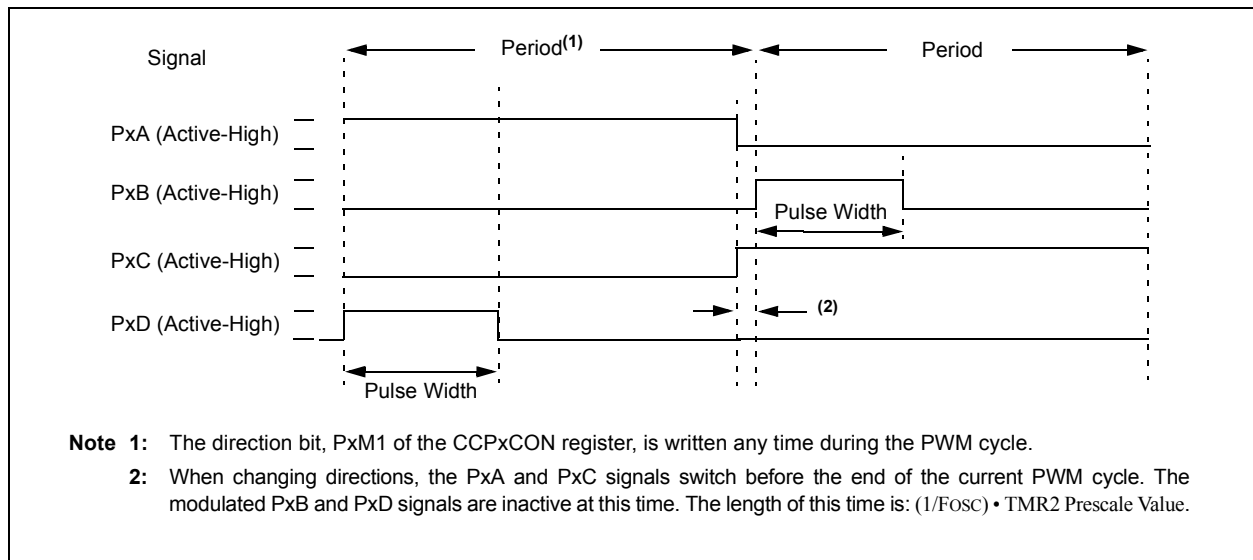 Signal
Period(1)
Period
PxA (Active-High)
PxB (Active-High)
Pulse Width
PxC (Active-High)
(2)
PxD (Active-High)
Pulse Width
Note 1: The direction bit, PxM1 of the CCPxCON register, is written any time during the PWM cycle.
2: When changing directions, the PxA and PxC signals switch before the end of the current PWM cycle. The
modulated PxB and PxD signals are inactive at this time. The length of this time is: (1/FOSC) • TMR2 Prescale Value.